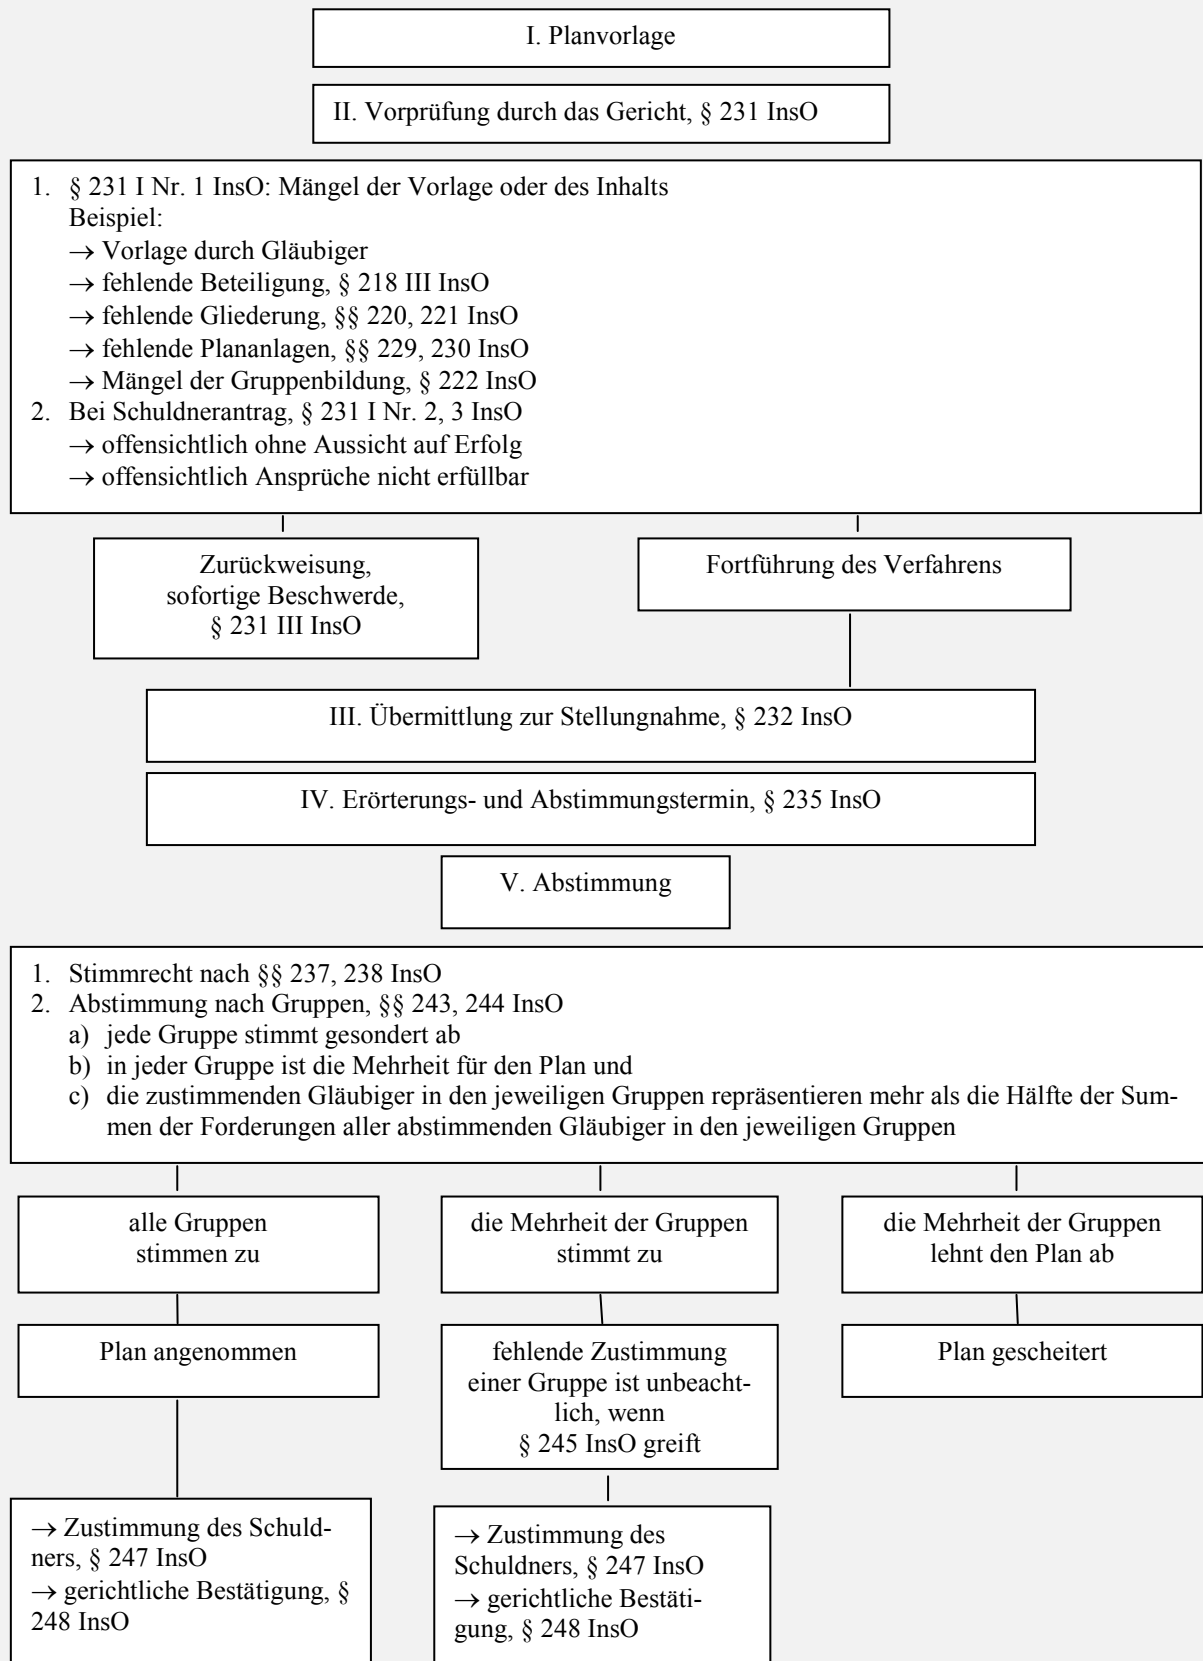 I. Planvorlage
II. Vorprüfung durch das Gericht, § 231 InsO
1. § 231 I Nr. 1 InsO: Mängel der Vorlage oder des Inhalts
Beispiel:
→ Vorlage durch Gläubiger
→ fehlende Beteiligung, § 218 III InsO
→ fehlende Gliederung, §§ 220, 221 InsO
→ fehlende Plananlagen, §§ 229, 230 InsO
→ Mängel der Gruppenbildung, § 222 InsO
2. Bei Schuldnerantrag, § 231 I Nr. 2, 3 InsO
→ offensichtlich ohne Aussicht auf Erfolg
→ offensichtlich Ansprüche nicht erfüllbar
Zurückweisung,
sofortige Beschwerde,
§ 231 III InsO
Fortführung des Verfahrens
III. Übermittlung zur Stellungnahme, § 232 InsO
IV. Erörterungs- und Abstimmungstermin, § 235 InsO
V. Abstimmung
1. Stimmrecht nach §§ 237, 238 InsO
2. Abstimmung nach Gruppen, §§ 243, 244 InsO
a) jede Gruppe stimmt gesondert ab
b) in jeder Gruppe ist die Mehrheit für den Plan und
c) die zustimmenden Gläubiger in den jeweiligen Gruppen repräsentieren mehr als die Hälfte der Sum-
men der Forderungen aller abstimmenden Gläubiger in den jeweiligen Gruppen
alle Gruppen
stimmen zu
die Mehrheit der Gruppen
stimmt zu
die Mehrheit der Gruppen
lehnt den Plan ab
Plan angenommen
fehlende Zustimmung
einer Gruppe ist unbeacht-
lich, wenn
§ 245 InsO greift
Plan gescheitert
→ Zustimmung des Schuld-
ners, § 247 InsO
→ gerichtliche Bestätigung, §
248 InsO
→ Zustimmung des
Schuldners, § 247 InsO
→ gerichtliche Bestäti-
gung, § 248 InsO